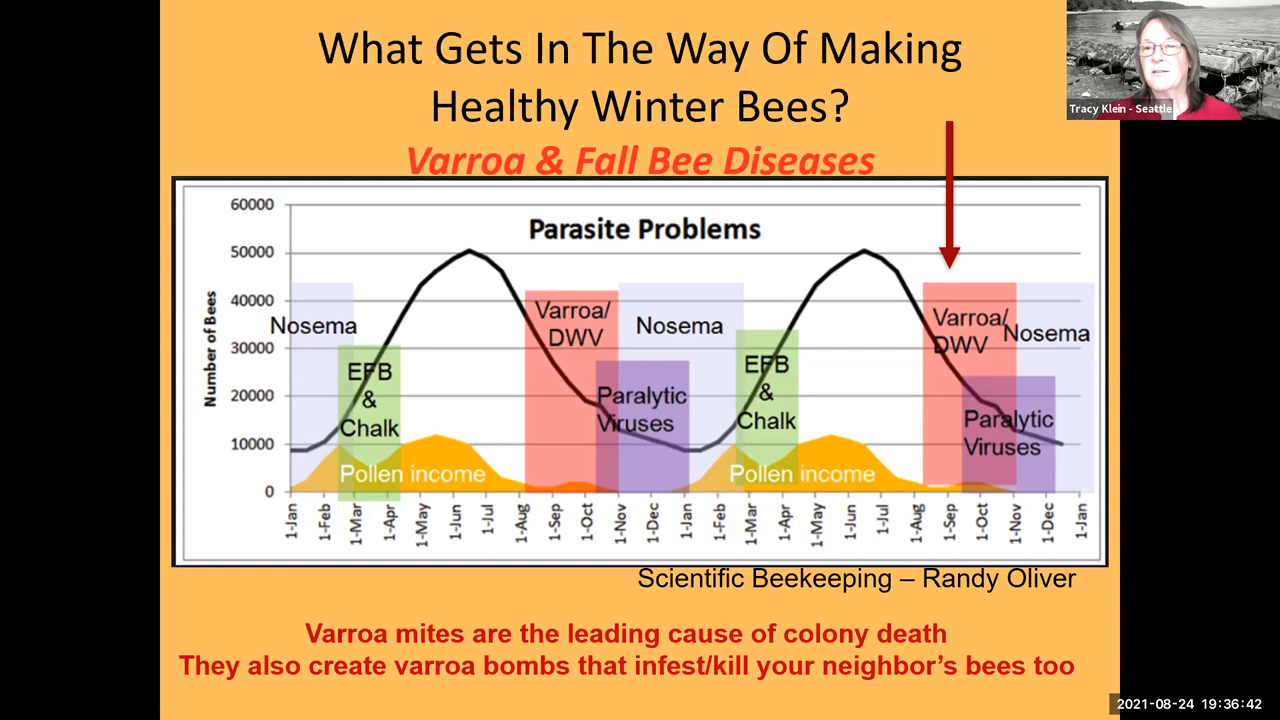 What Gets In The Way Of Making
Healthy Winter Bees?
Varroa & Fall Bee Diseases
Tracy Klein - Seattle
Parasite Problems
Number of Bees
60000
50000
40000
30000
20000
10000
0
Nosema
EFB
&
Chalk
Pollen income
Varroa/
DWV
Nosema
Paralytic
Viruses
EFB
&
Chalk
Pollen income
Varroa/
DWV
Nosema
Paralytic
Viruses
1-Jan
1-Feb
1-Mar
1-Apr
1-May
1-Jun
1-Jul
1-Aug
1-Sep
1-Oct
1-Nov
1-Dec
1-Jan
1-Feb
1-Mar
1-Apr
1-May
1-Jun
1-Jul
1-Aug
1-Sep
1-Oct
1-Nov
1-Dec
1-Jan
Scientific Beekeeping – Randy Oliver
Varroa mites are the leading cause of colony death
They also create varroa bombs that infest/kill your neighbor’s bees too
2021-08-24 19:36:42